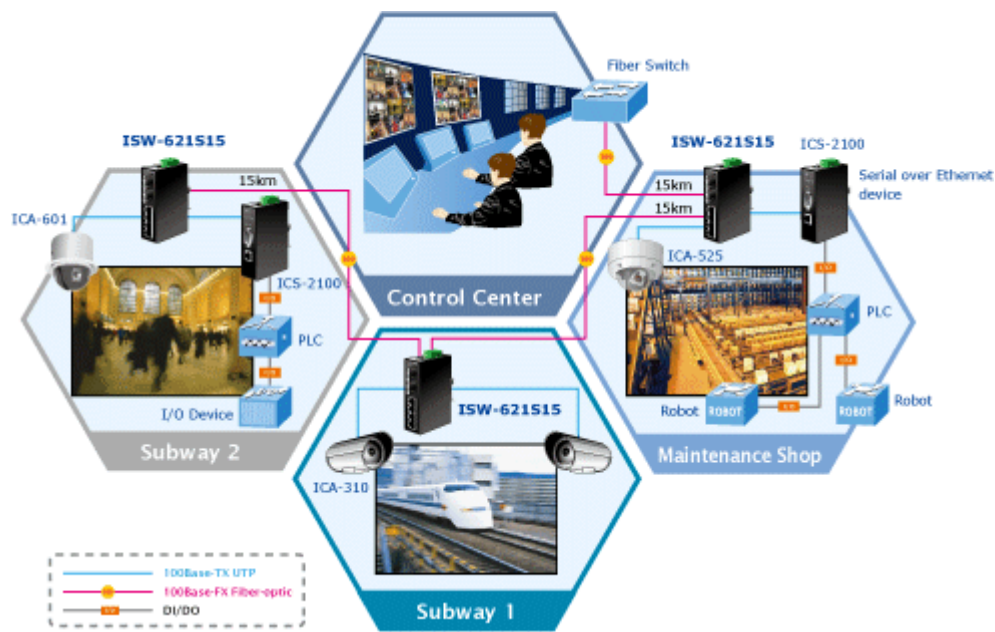 Fiber Switch
ISW-621S15
15km
ICA-601
ICS-2100
PLC
I/O Device
Subway 2
Control Center
ISW-621S15
ICS-2100
Serial over Ethernet
device
15km
15km
ICA-525
PLC
Robot
ROBOT
ROBOT
Robot
Maintenance Shop
ISW-621S15
ICA-310
Subway 1
100Base-TX UTP
100Base-FX Fiber-optic
DI/DO